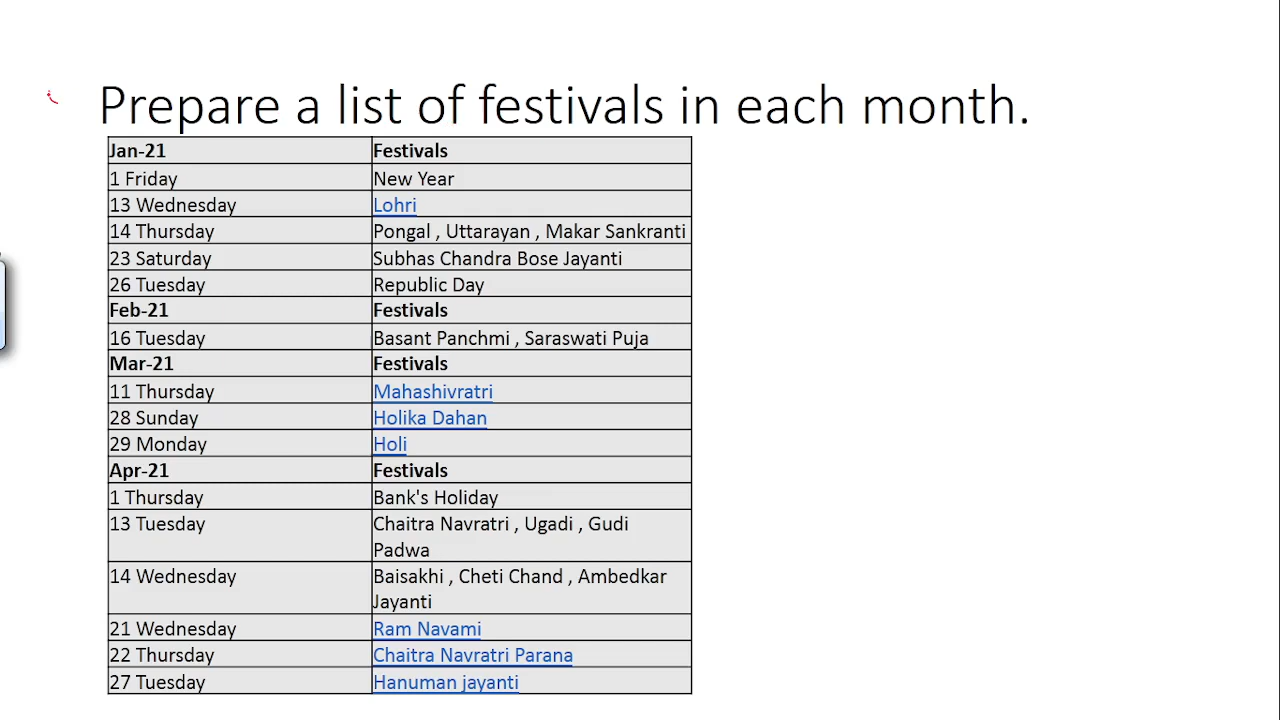 Prepare a list of festivals in each month.
Jan-21 Festivals
1 Friday New Year
13 Wednesday Lohri
14 Thursday Pongal , Uttarayan , Makar Sankranti
23 Saturday Subhas Chandra Bose Jayanti
26 Tuesday Republic Day
Feb-21 Festivals
16 Tuesday Basant Panchmi , Saraswati Puja
Mar-21 Festivals
11 Thursday Mahashivratri
28 Sunday Holika Dahan
29 Monday Holi
Apr-21 Festivals
1 Thursday Bank's Holiday
13 Tuesday Chaitra Navratri , Ugadi , Gudi
Padwa
14 Wednesday Baisakhi , Cheti Chand , Ambedkar
Jayanti
21 Wednesday Ram Navami
22 Thursday Chaitra Navratri Parana
27 Tuesday Hanuman jayanti